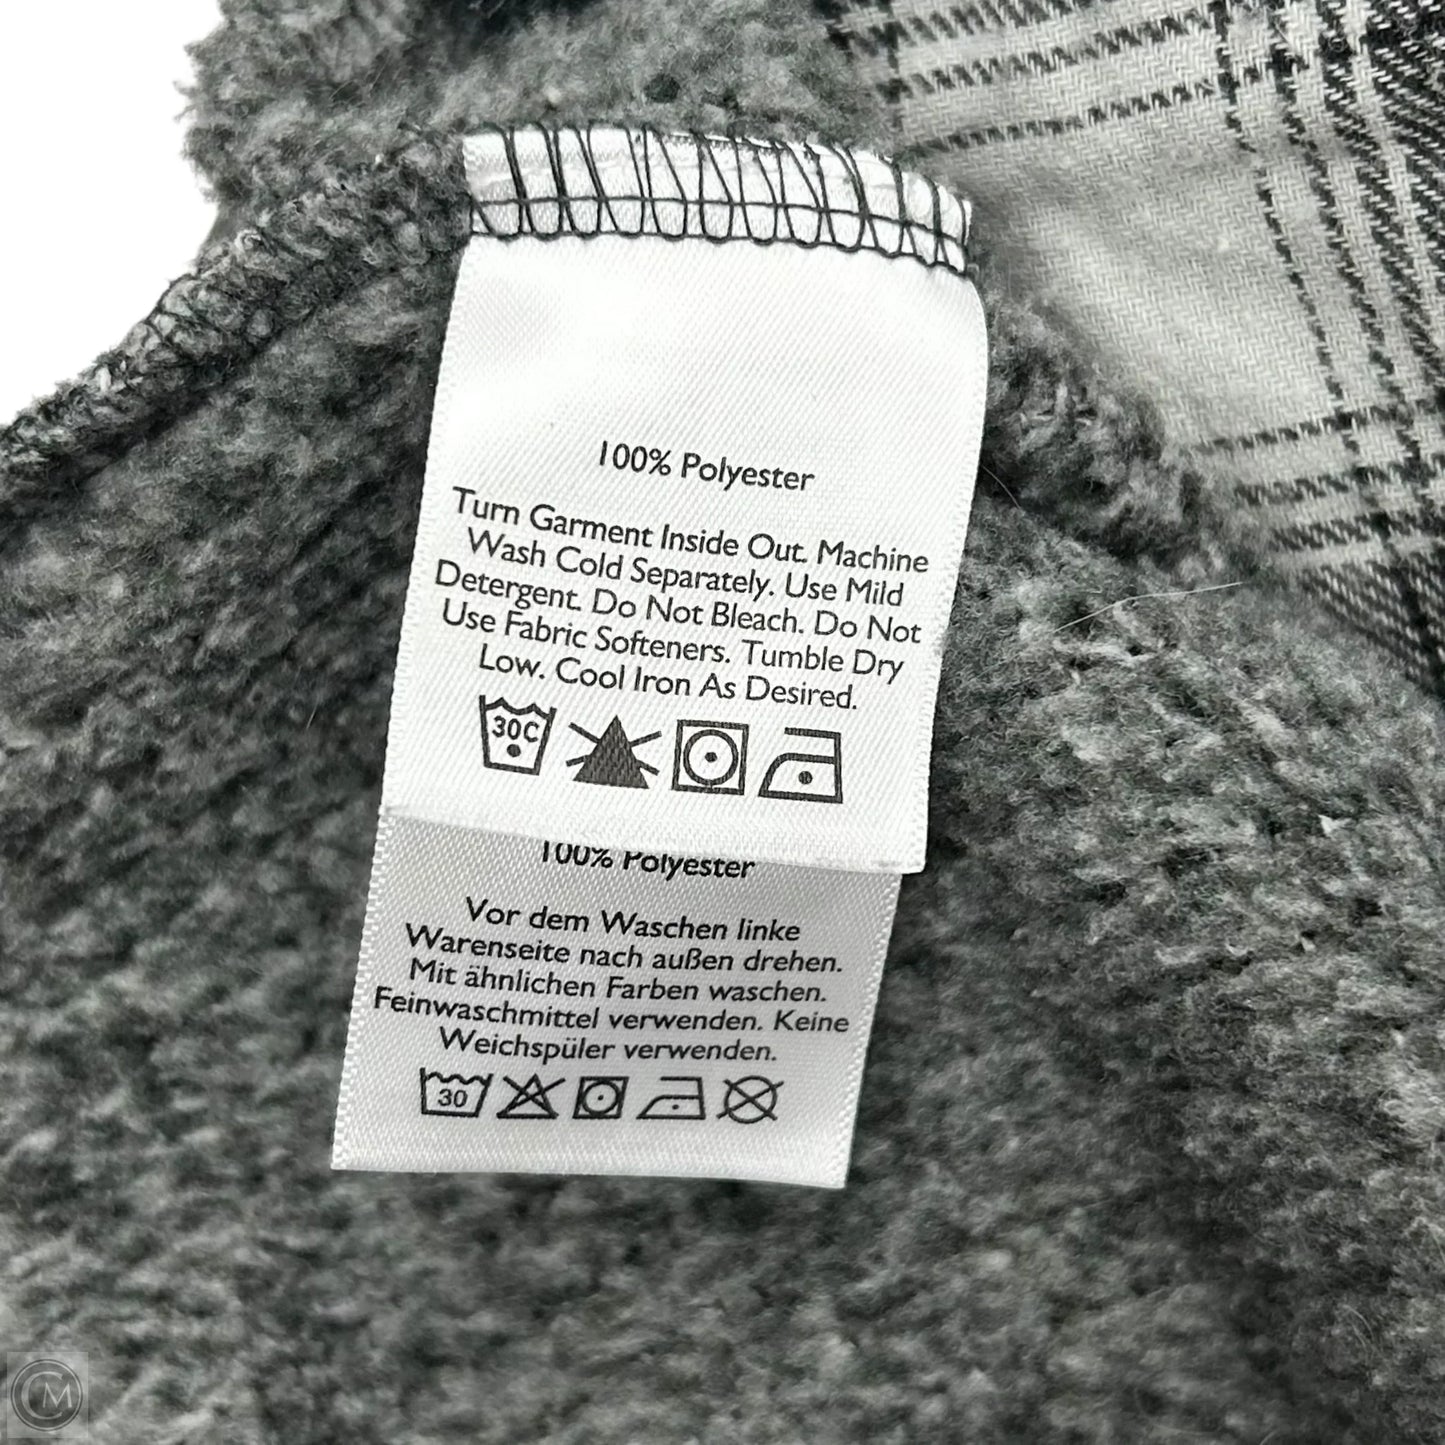 100% Polyester
Turn Garment Inside Out. Machine
Wash Cold Separately. Use Mild
Detergent. Do Not Bleach. Do Not
Use Fabric Softeners. Tumble Dry
Low. Cool Iron As Desired.
30C
100% Polyester
Vor dem Waschen linke
Warenseite nach außen drehen.
Mit ähnlichen Farben waschen.
Feinwaschmittel verwenden. Keine
Weichspüler verwenden.
30
CM